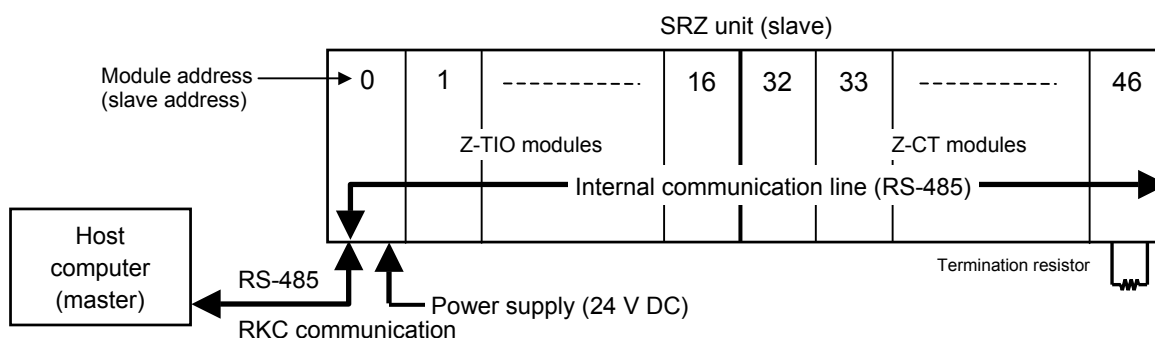 SRZ unit (slave)
Module address
(slave address)
0
1
16
32
33
46
Z-TIO modules
Z-CT modules
Internal communication line (RS-485)
Host
computer
(master)
RS-485
RKC communication
Power supply (24 V DC)
Termination resistor